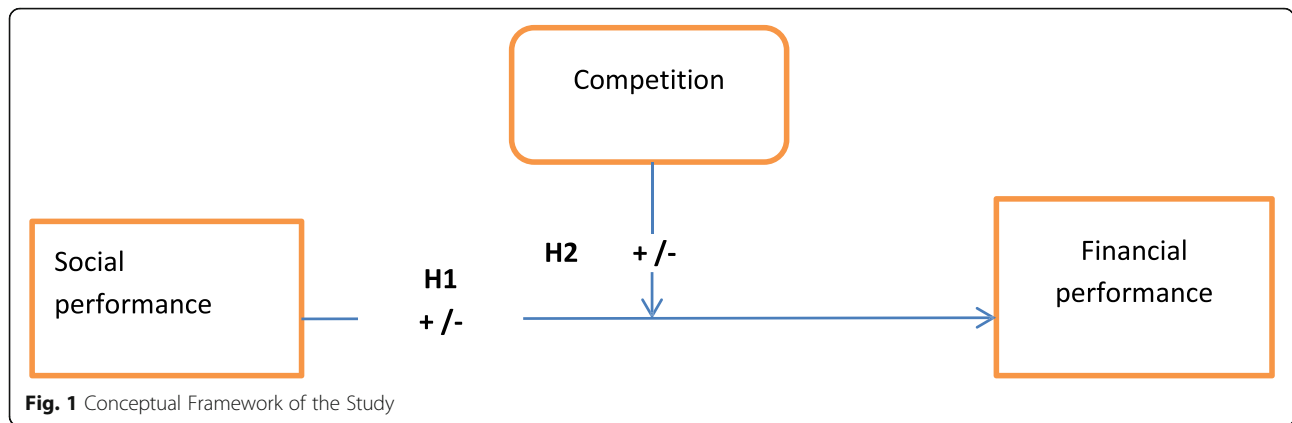 Competition
Social
performance
H1
+ /-
H2 + /-
Financial
performance
Fig. 1 Conceptual Framework of the Study